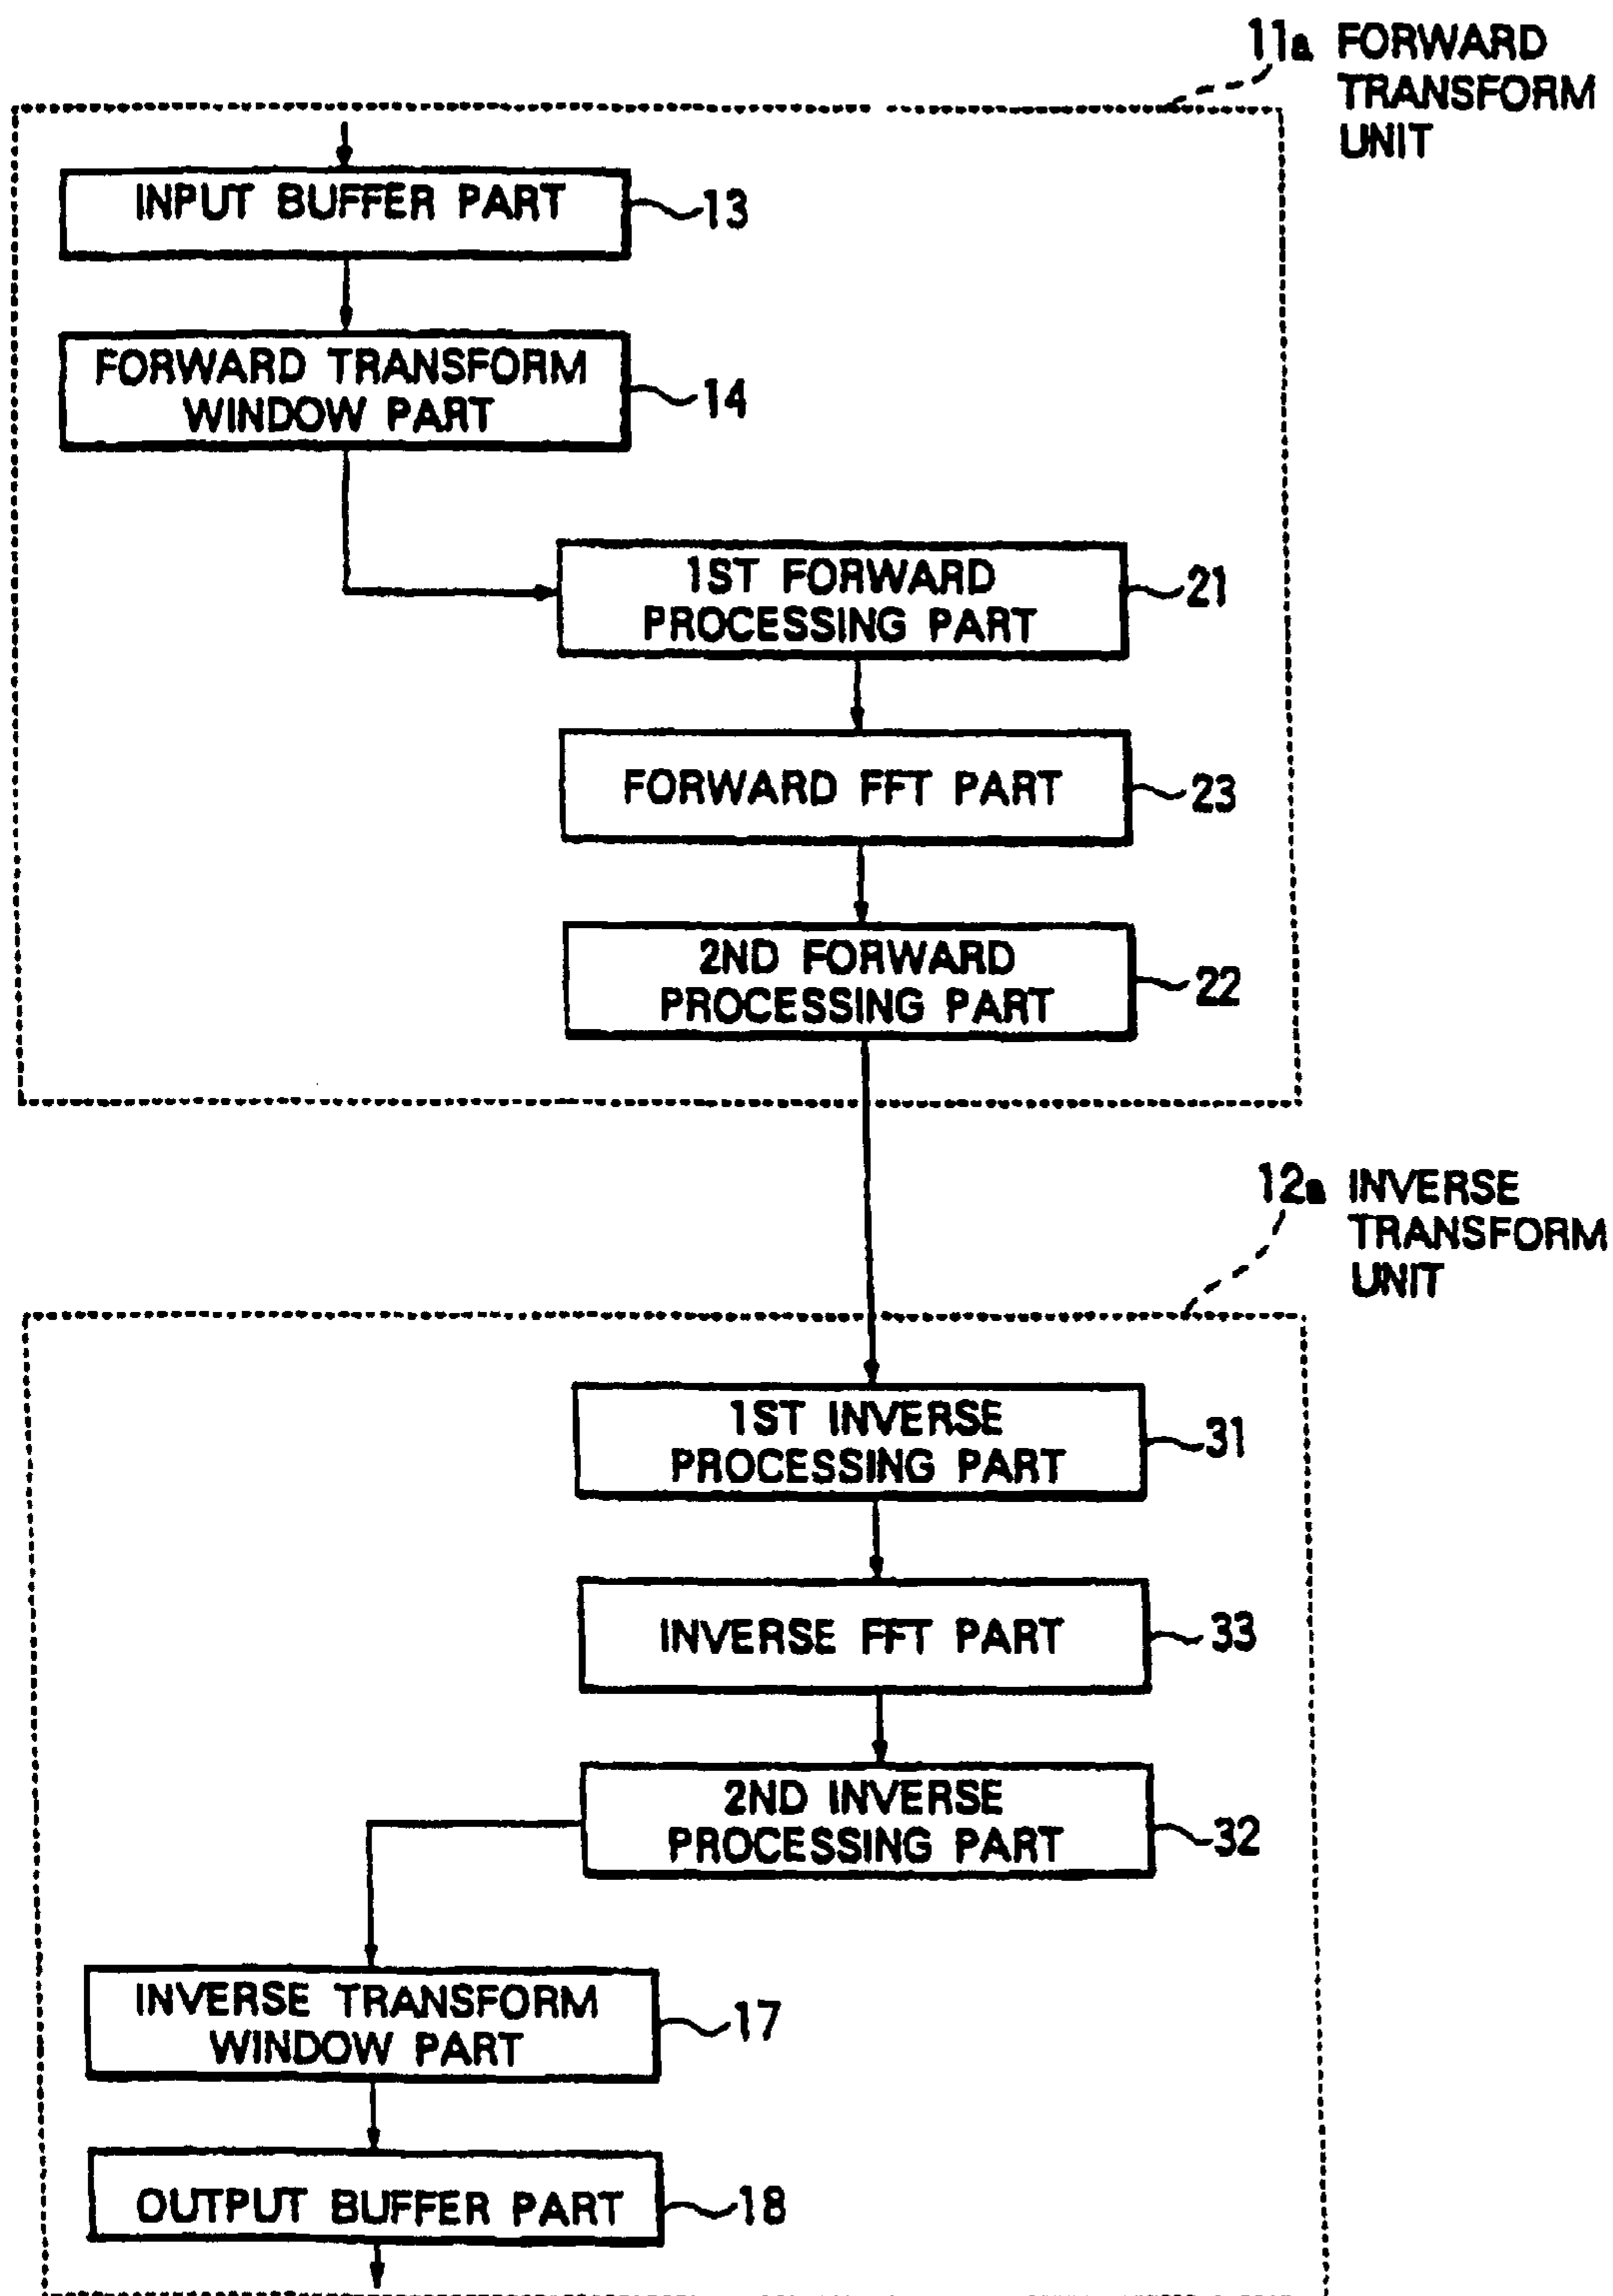 11a FORWARD
TRANSFORM
UNIT
INPUT BUFFER PART
13
FORWARD TRANSFORM
WINDOW PART
14
1ST FORWARD
PROCESSING PART
21
FORWARD FFT PART
23
2ND FORWARD
PROCESSING PART
22
12a INVERSE
TRANSFORM
UNIT
1ST INVERSE
PROCESSING PART
31
INVERSE FFT PART
33
2ND INVERSE
PROCESSING PART
32
INVERSE TRANSFORM
WINDOW PART
17
OUTPUT BUFFER PART
18